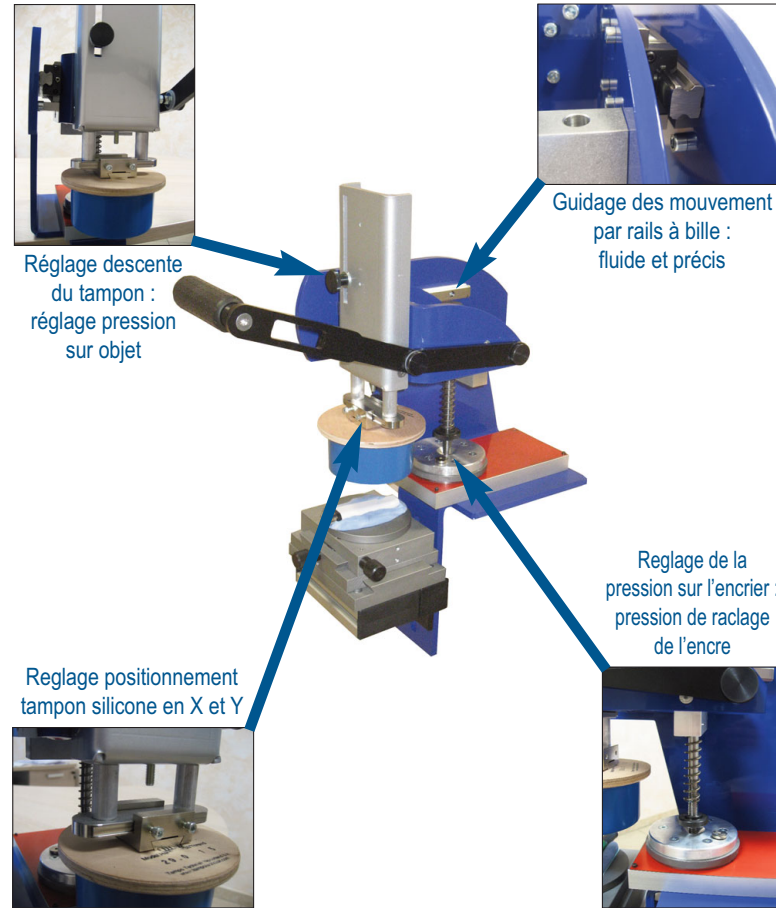 Réglage descente
du tampon :
réglage pression
sur objet
Guidage des mouvement
par rails à bille :
fluide et précis
Reglage positionnement
tampon silicone en X et Y
Reglage de la
pression sur l'encrier :
pression de raclage
de l'encre